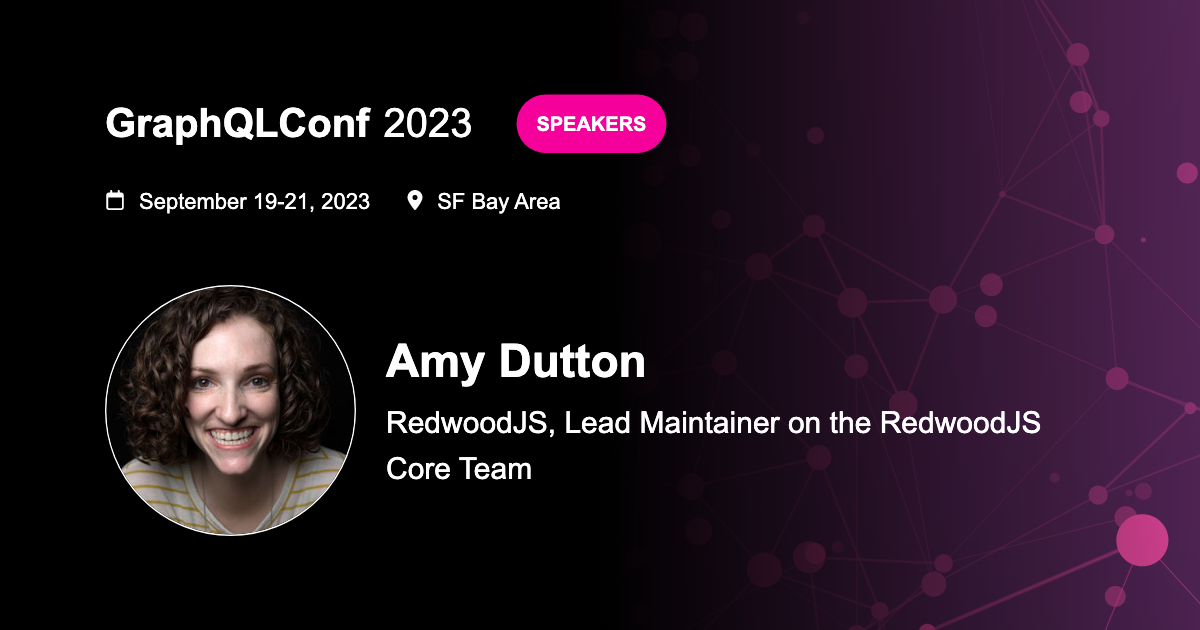 GraphQLConf 2023
SPEAKERS
September 19-21, 2023
SF Bay Area
Amy Dutton
RedwoodJS, Lead Maintainer on the RedwoodJS
Core Team